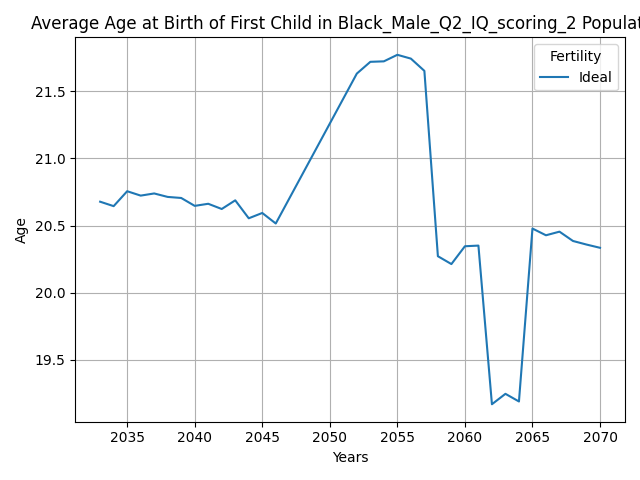 Average Age at Birth of First Child in Black_Male_Q2_IQ_scoring_2 Populat
Fertility
Ideal
21.5
21.0
20.5
20.0
19.5
Age
2035 2040 2045 2050 2055 2060 2065 2070
Years